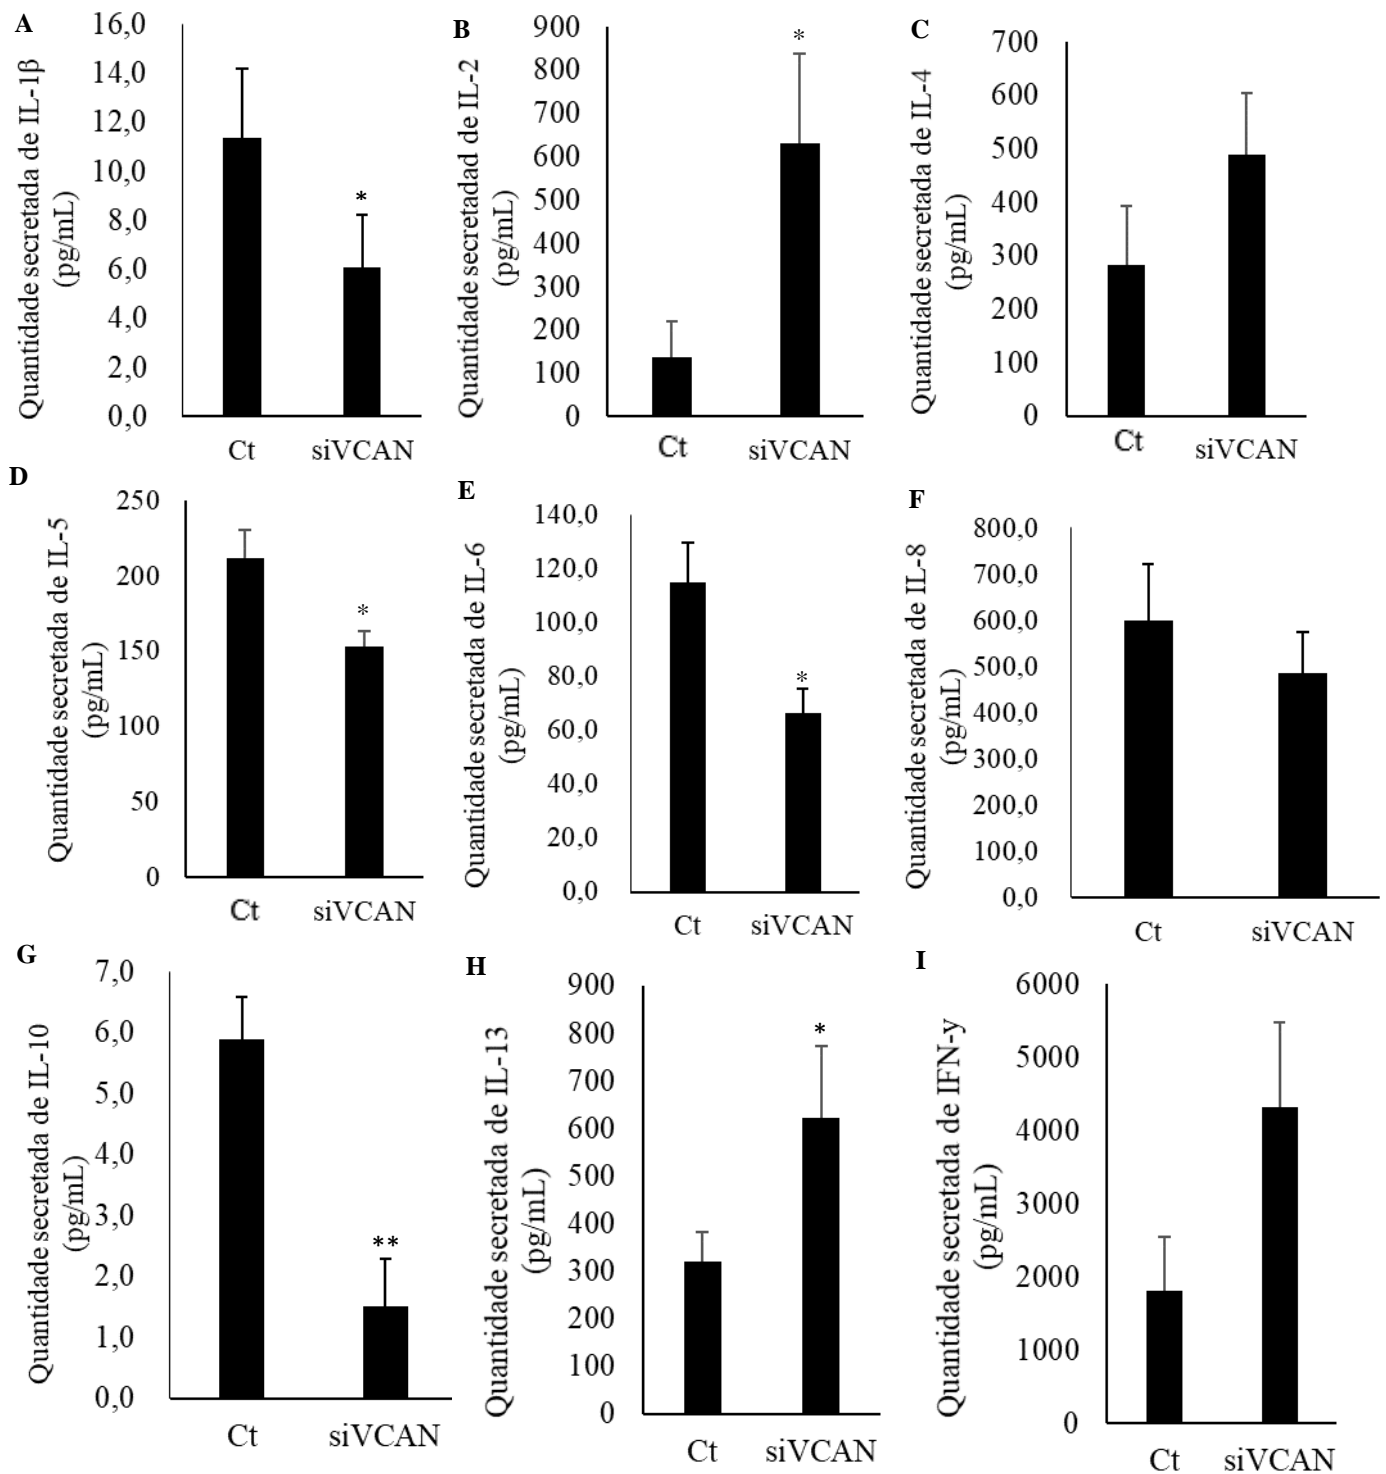 A
Quantidade secretada de IL-1β
(pg/mL)
16,0
14,0
12,0
10,0
8,0
6,0
4,0
2,0
0,0
*
Ct
siVCAN
B
Quantidade secretadad de IL-2
(pg/mL)
900
800
700
600
500
400
300
200
100
0
*
Ct
siVCAN
C
Quantidade secretada de IL-4
(pg/mL)
700
600
500
400
300
200
100
0
Ct
siVCAN
D
Quantidade secretada de IL-5
(pg/mL)
250
200
150
100
50
0
*
Ct
siVCAN
E
Quantidade secretada de IL-6
(pg/mL)
140,0
120,0
100,0
80,0
60,0
40,0
20,0
0,0
*
Ct
siVCAN
F
Quantidade secretada de IL-8
(pg/mL)
800,0
700,0
600,0
500,0
400,0
300,0
200,0
100,0
0,0
Ct
siVCAN
G
Quantidade secretada de IL-10
(pg/mL)
7,0
6,0
5,0
4,0
3,0
2,0
1,0
0,0
**
Ct
siVCAN
H
Quantidade secretada de IL-13
(pg/mL)
900
800
700
600
500
400
300
200
100
0
*
Ct
siVCAN
I
Quantidade secretada de IFN-y
(pg/mL)
6000
5000
4000
3000
2000
1000
0
Ct
siVCAN